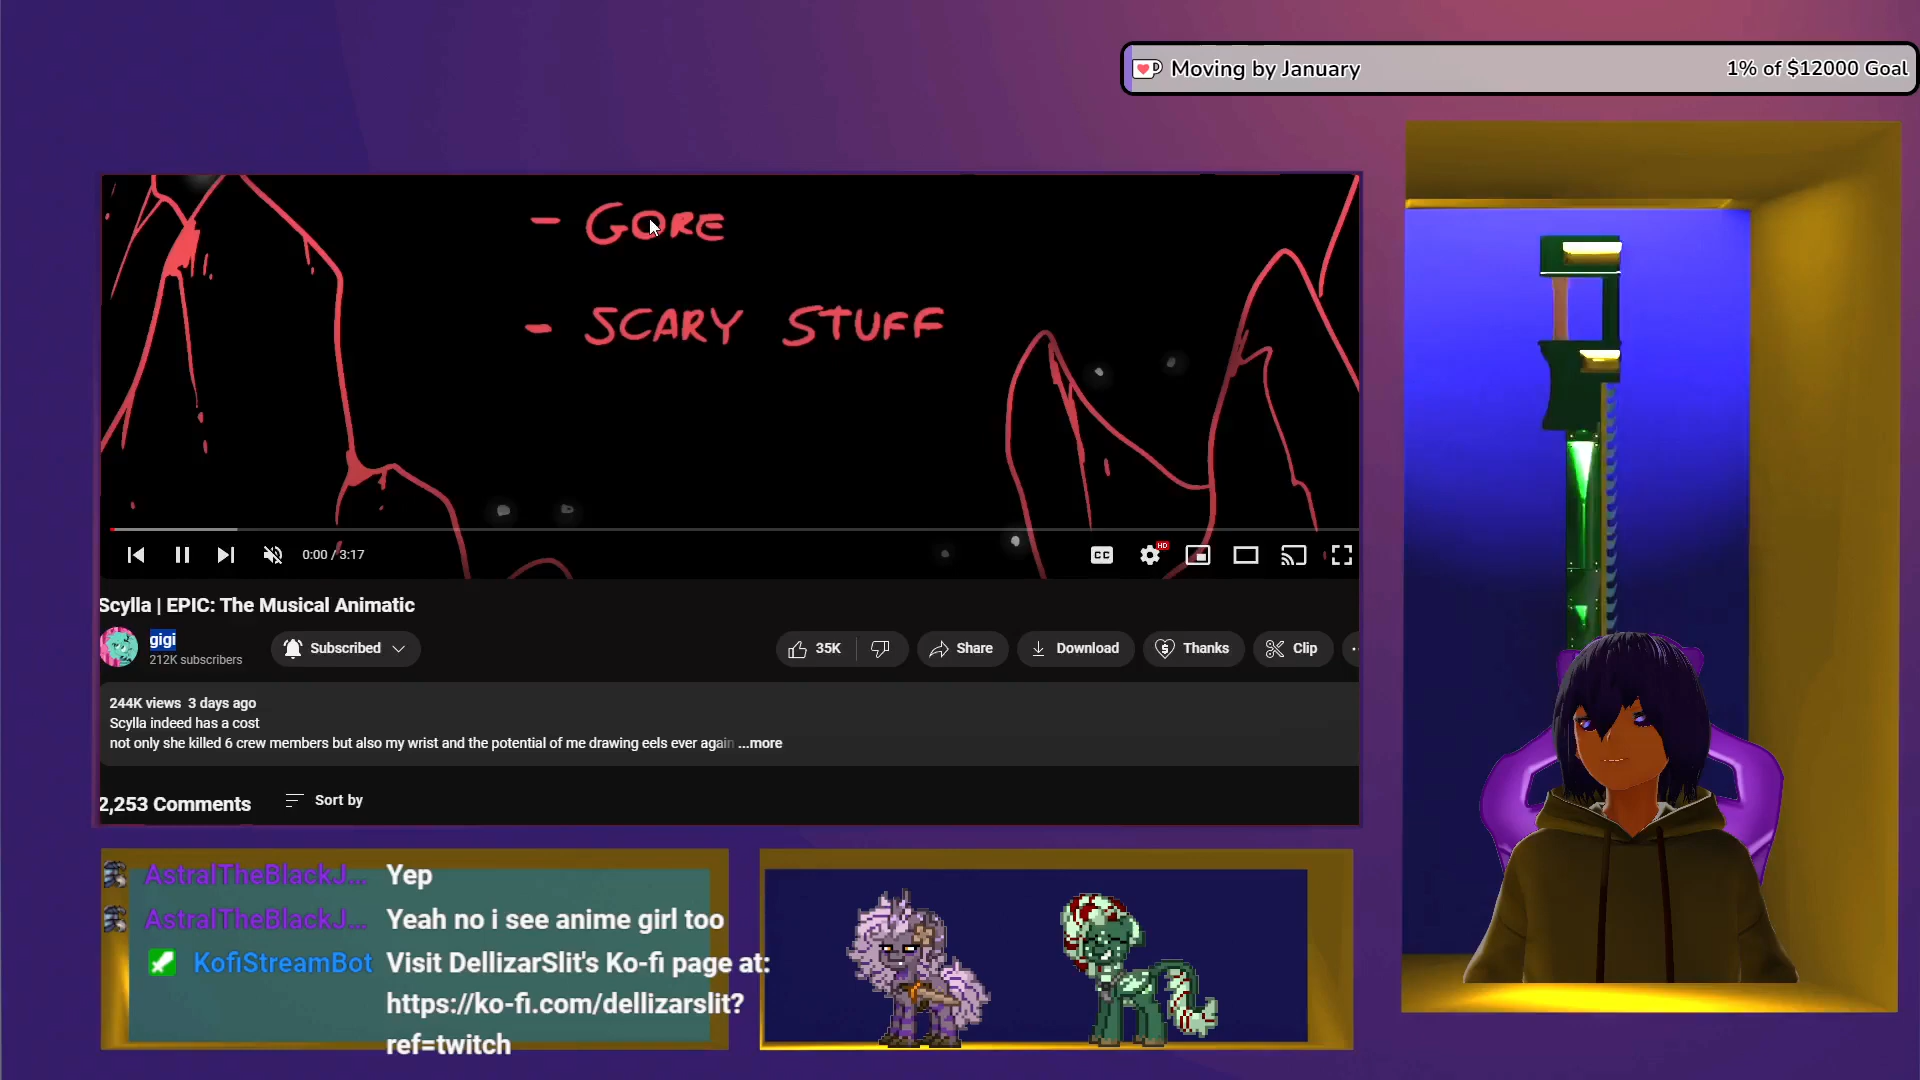 Moving by January
1% of $12000 Goal
- GORE
- SCARY STUFF
0:00 / 3:17
CC
HD
Scylla | EPIC: The Musical Animatic
gigi
212K subscribers
Subscribed
35K
Share
Download
Thanks
Clip
244K views 3 days ago
Scylla indeed has a cost
not only she killed 6 crew members but also my wrist and the potential of me drawing eels ever again ...more
2,253 Comments
Sort by
AstralTheBlackJ... Yep
AstralTheBlackJ... Yeah no i see anime girl too
KofiStreamBot Visit DellizarSlit's Ko-fi page at:
https://ko-fi.com/dellizarslit?
ref=twitch